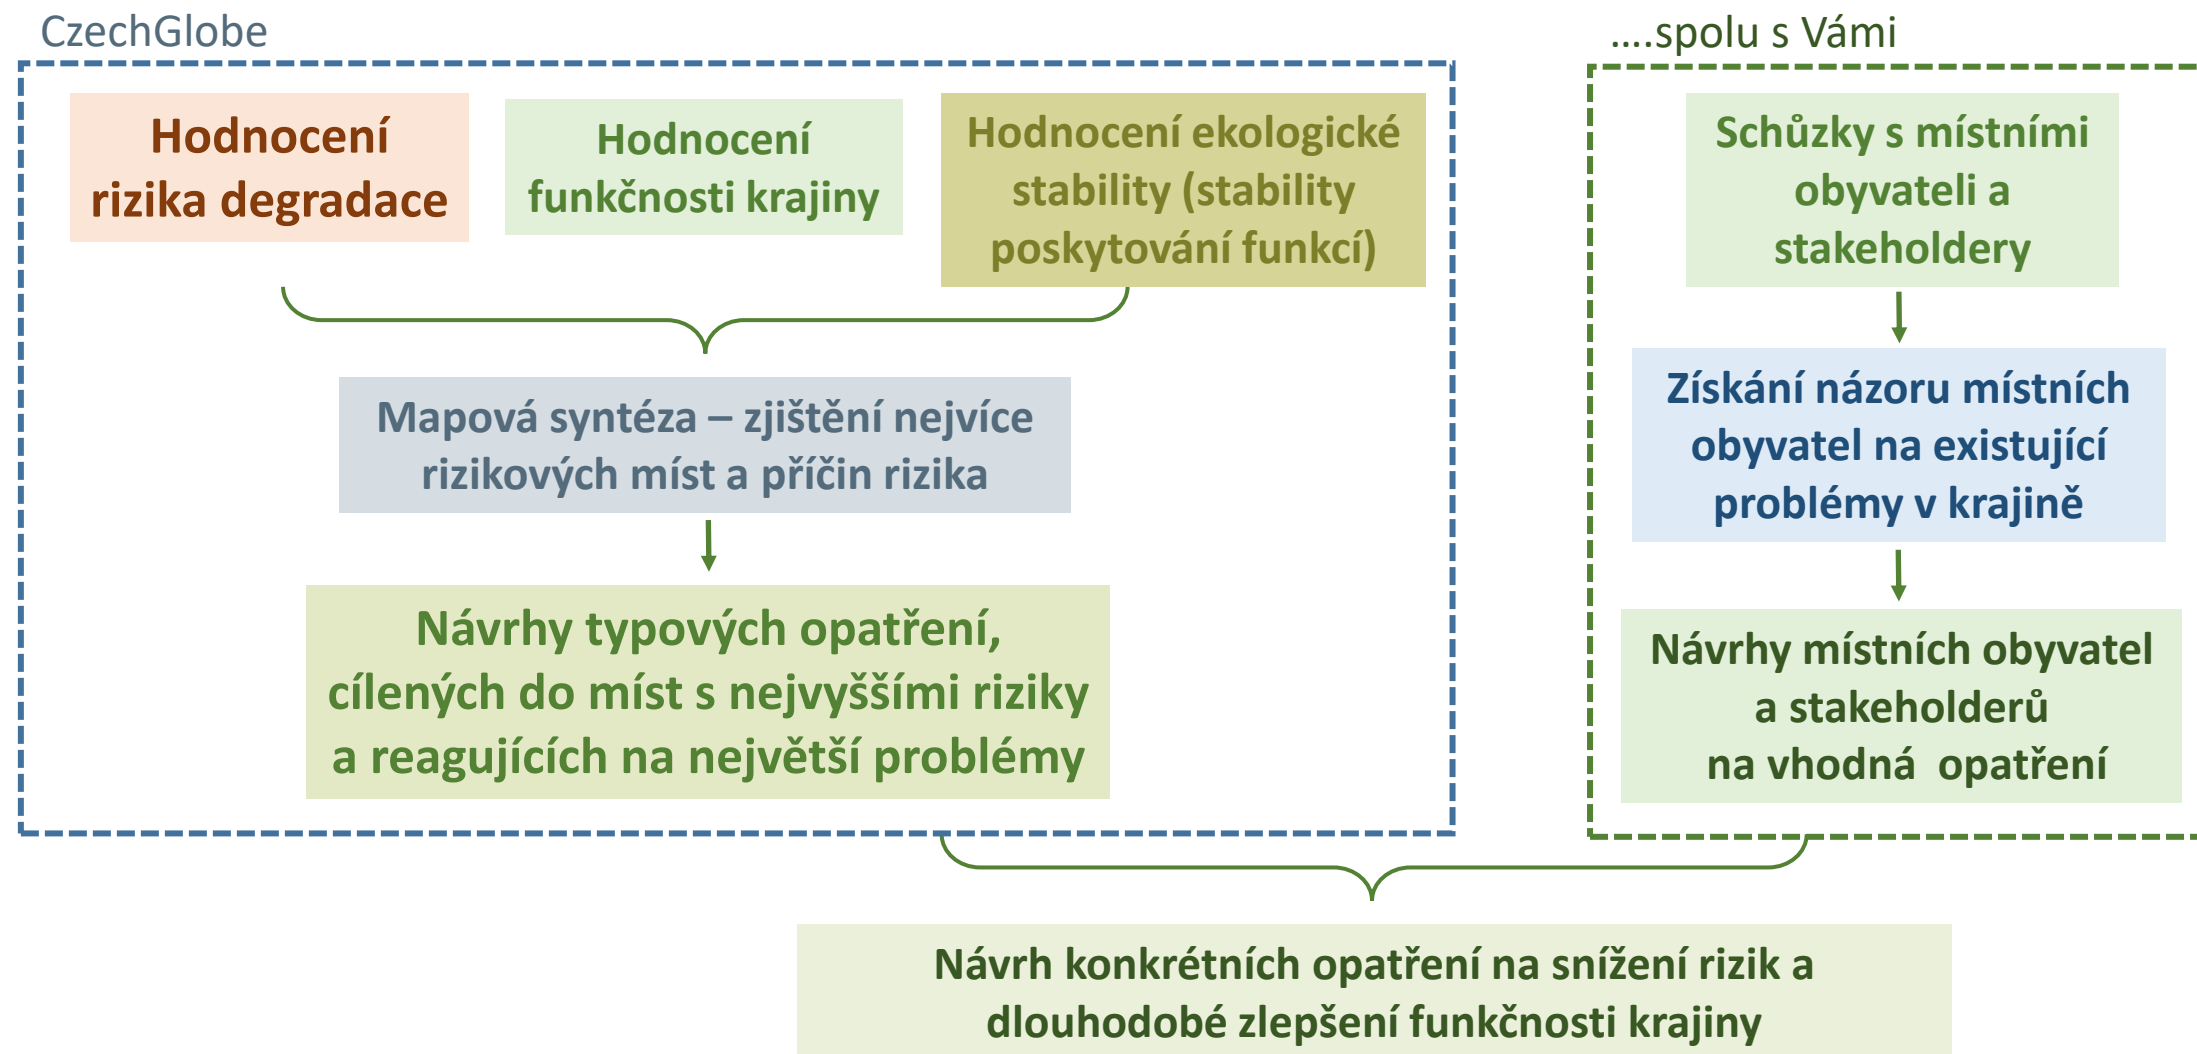 CzechGlobe
Hodnocení
rizika degradace
Hodnocení
funkčnosti krajiny
Hodnocení ekologické
stability (stability
poskytování funkcí)
Mapová syntéza – zjištění nejvíce
rizikových míst a příčin rizika
Návrhy typových opatření,
cílených do míst s nejvyššími riziky
a reagujících na největší problémy
....spolu s Vámi
Schůzky s místními
obyvateli a
stakeholdery
Získání názoru místních
obyvatel na existující
problémy v krajině
Návrhy místních obyvatel
a stakeholderů
na vhodná  opatření
Návrh konkrétních opatření na snížení rizik a
dlouhodobé zlepšení funkčnosti krajiny